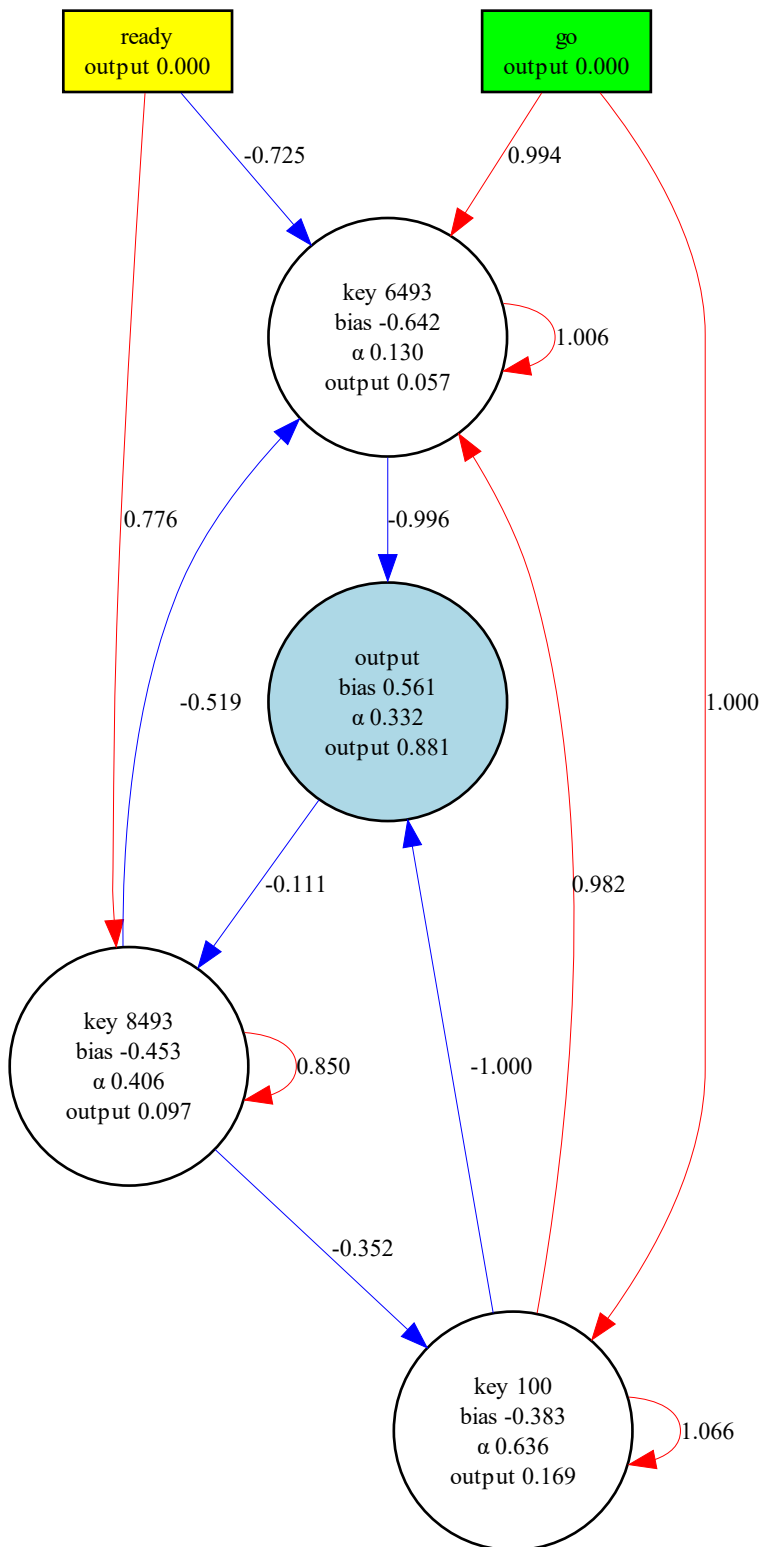 ready
output 0.000
go
output 0.000
-0.725
0.994
key 6493
bias -0.642
α 0.130
output 0.057
1.006
0.776
-0.996
-0.519
output
bias 0.561
α 0.332
output 0.881
1.000
-0.111
0.982
key 8493
bias -0.453
α 0.406
output 0.097
0.850
-1.000
-0.352
key 100
bias -0.383
α 0.636
output 0.169
1.066